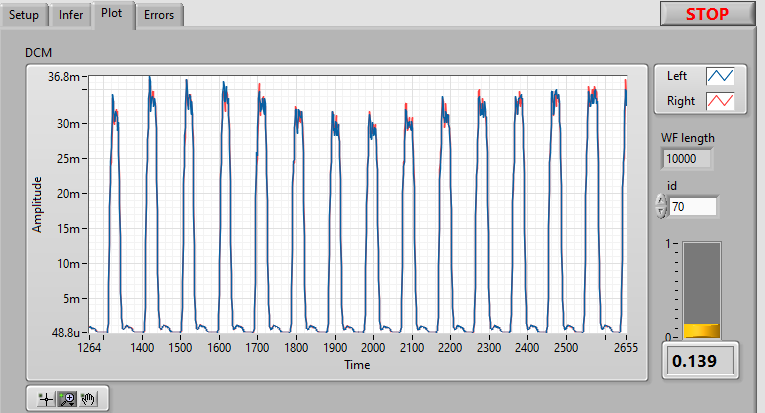 Setup Infer Plot Errors STOP
DCM
36.8m
30m
25m
20m
15m
10m
5m
48.8u
Amplitude
1264 1400 1500 1600 1700 1800 1900 2000 2100 2200 2300 2400 2500 2655
Time
Left
Right
WF length
10000
id
70
1
0
0.139